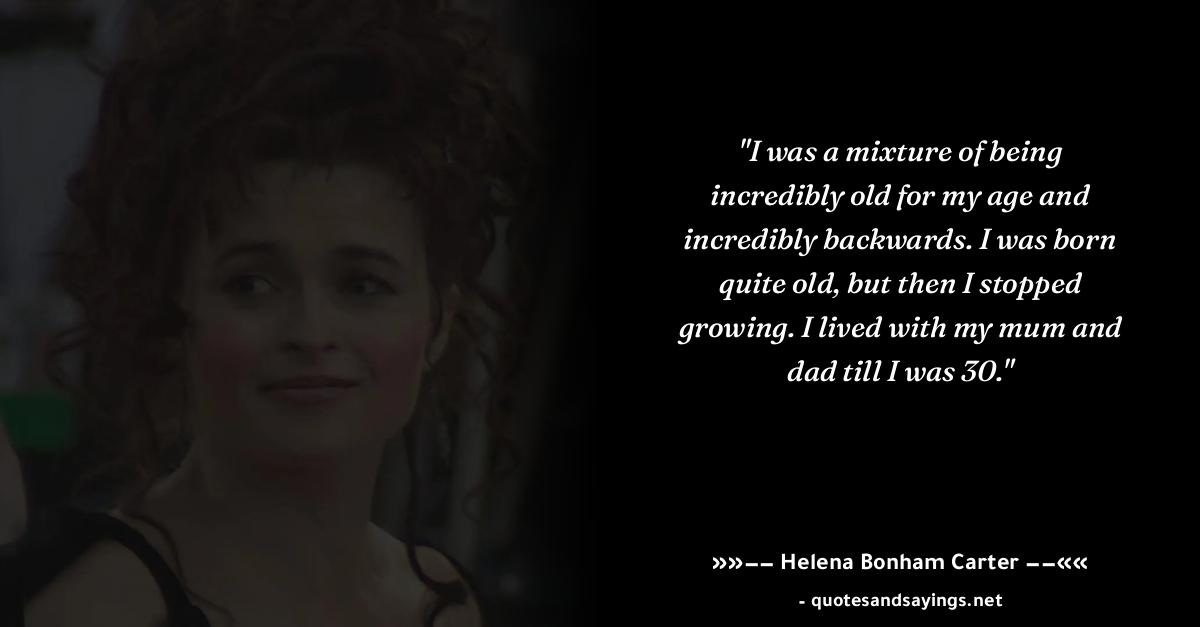 "I was a mixture of being
incredibly old for my age and
incredibly backwards. I was born
quite old, but then I stopped
growing. I lived with my mum and
dad till I was 30."
»»–– Helena Bonham Carter ––««
- quotesandsayings.net